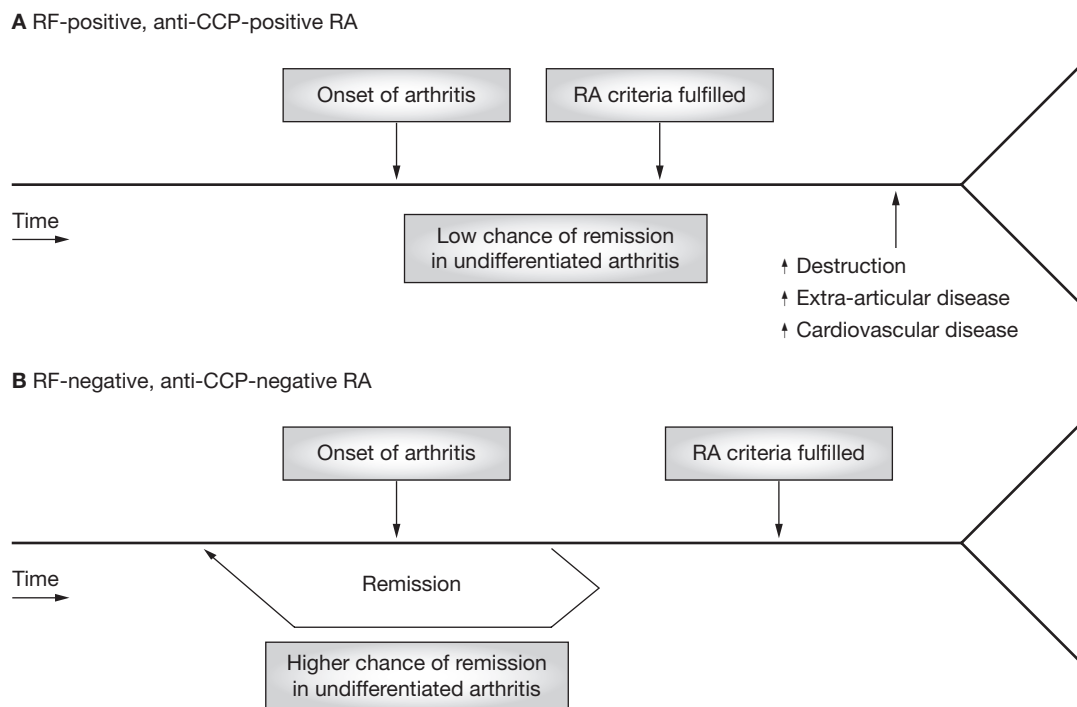 A RF-positive, anti-CCP-positive RA
Onset of arthritis
RA criteria fulfilled
Time
Low chance of remission
in undifferentiated arthritis
↑ Destruction
↑ Extra-articular disease
↑ Cardiovascular disease
B RF-negative, anti-CCP-negative RA
Onset of arthritis
RA criteria fulfilled
Time
Remission
Higher chance of remission
in undifferentiated arthritis